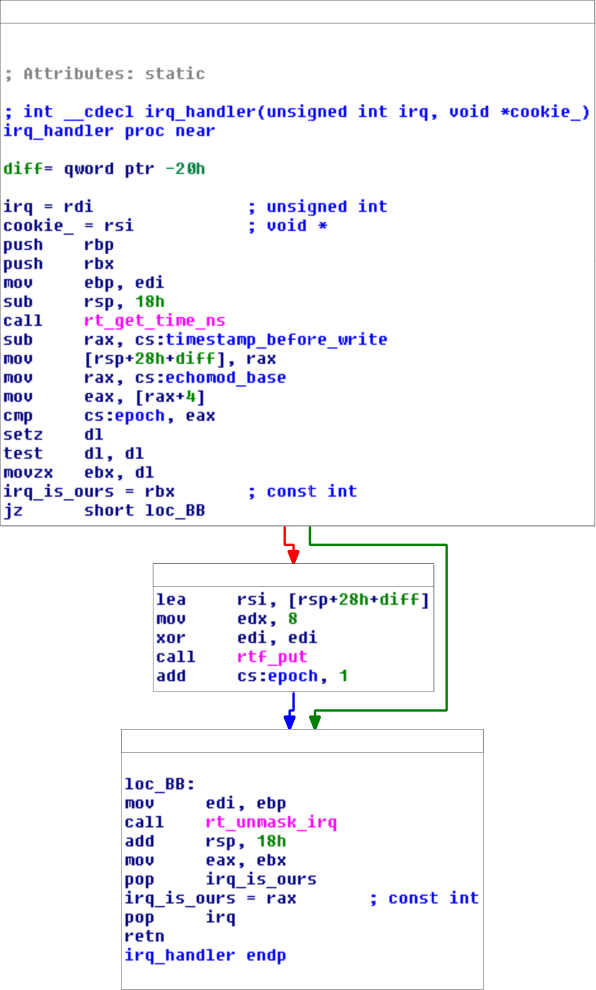 ; Attributes: static
; int __cdecl irq_handler(unsigned int irq, void *cookie_)
irq_handler proc near
diff= qword ptr -20h
irq = rdi ; unsigned int
cookie_ = rsi ; void *
push rbp
push rbx
mov ebp, edi
sub rsp, 18h
call rt_get_time_ns
sub rax, cs:timestamp_before_write
mov [rsp+28h+diff], rax
mov rax, cs:echomod_base
mov eax, [rax+4]
cmp cs:epoch, eax
setz dl
test dl, dl
movzx ebx, dl
irq_is_ours = rbx ; const int
jz short loc_BB
lea rsi, [rsp+28h+diff]
mov edx, 8
xor edi, edi
call rtf_put
add cs:epoch, 1
loc_BB:
mov edi, ebp
call rt_unmask_irq
add rsp, 18h
mov eax, ebx
pop irq_is_ours
irq_is_ours = rax ; const int
pop irq
retn
irq_handler endp